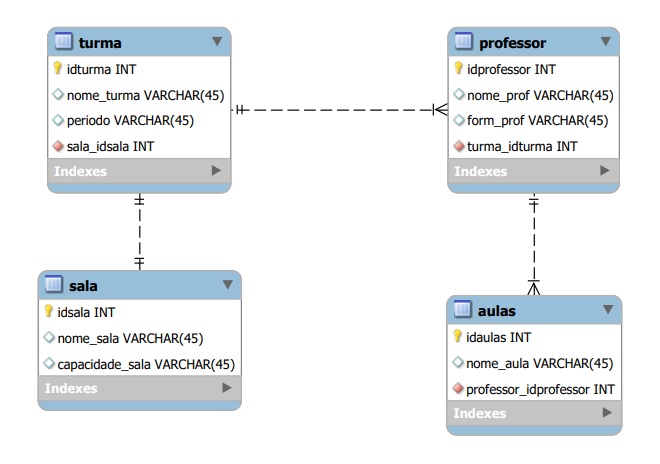 turma
idturma INT
nome_turma VARCHAR(45)
periodo VARCHAR(45)
sala_idsala INT
Indexes
professor
idprofessor INT
nome_prof VARCHAR(45)
form_prof VARCHAR(45)
turma_idturma INT
Indexes
sala
idsala INT
nome_sala VARCHAR(45)
capacidade_sala VARCHAR(45)
Indexes
aulas
idaulas INT
nome_aula VARCHAR(45)
professor_idprofessor INT
Indexes